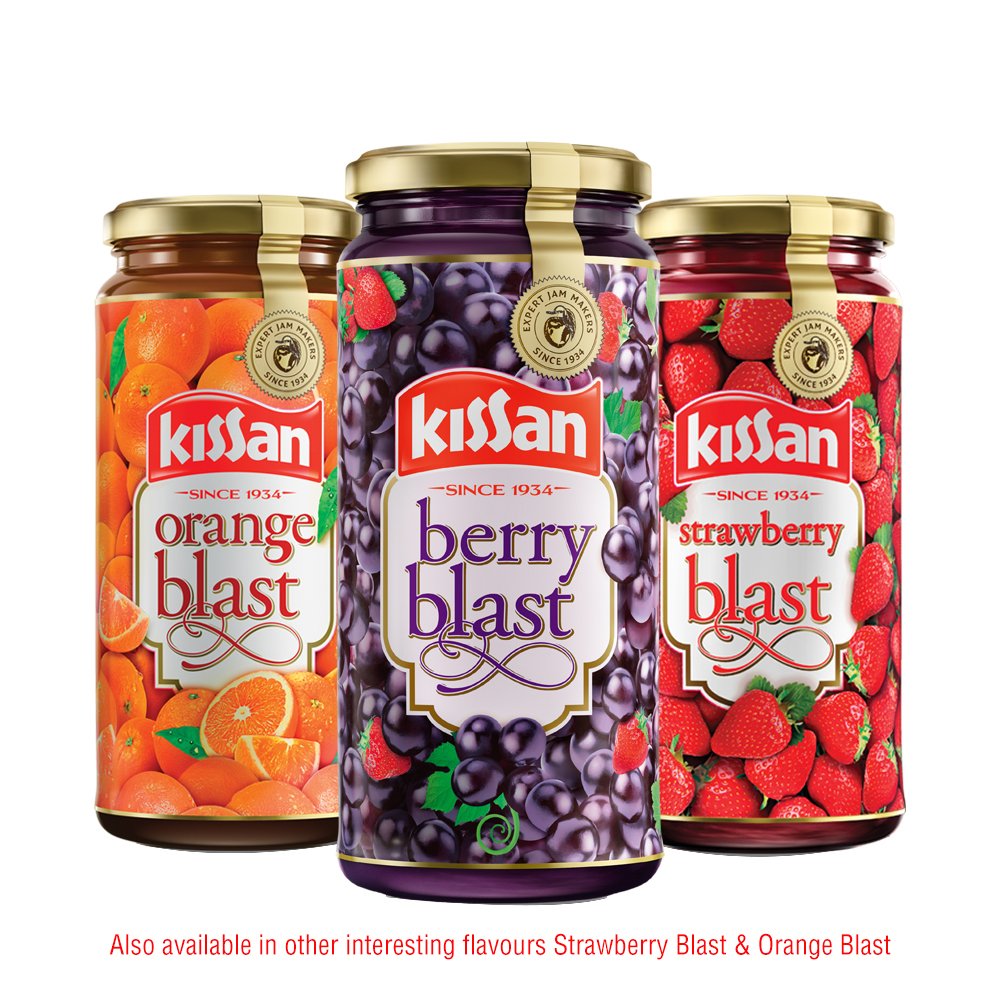 EXPERT JAM MAKERS
SINCE 1934
kissan
SINCE 1934
orange
blast
EXPERT JAM MAKERS
SINCE 1934
kissan
SINCE 1934
berry
blast
EXPERT JAM MAKERS
SINCE 1934
kissan
SINCE 1934
strawberry
blast
Also available in other interesting flavours Strawberry Blast & Orange Blast